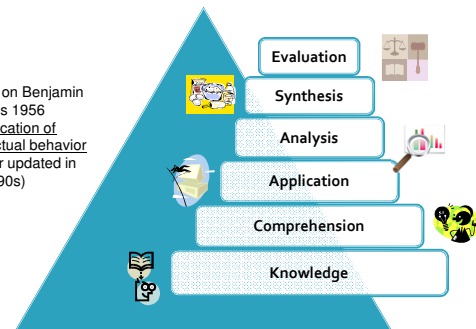 on Benjamin
s 1956
cation of
ctual behavior
r updated in
90s)
Evaluation
Synthesis
Analysis
Application
Comprehension
Knowledge